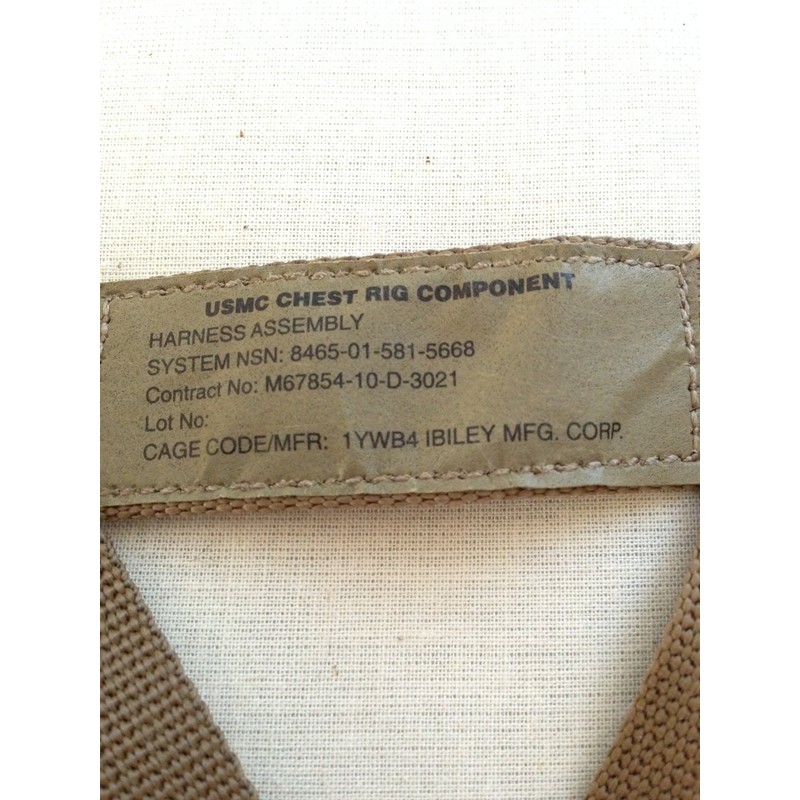 USMC CHEST RIG COMPONENT
HARNESS ASSEMBLY
SYSTEM NSN: 8465-01-581-5668
Contract No: M67854-10-D-3021
Lot No:
CAGE CODE/MFR: 1YWB4 IBILEY MFG. CORP.